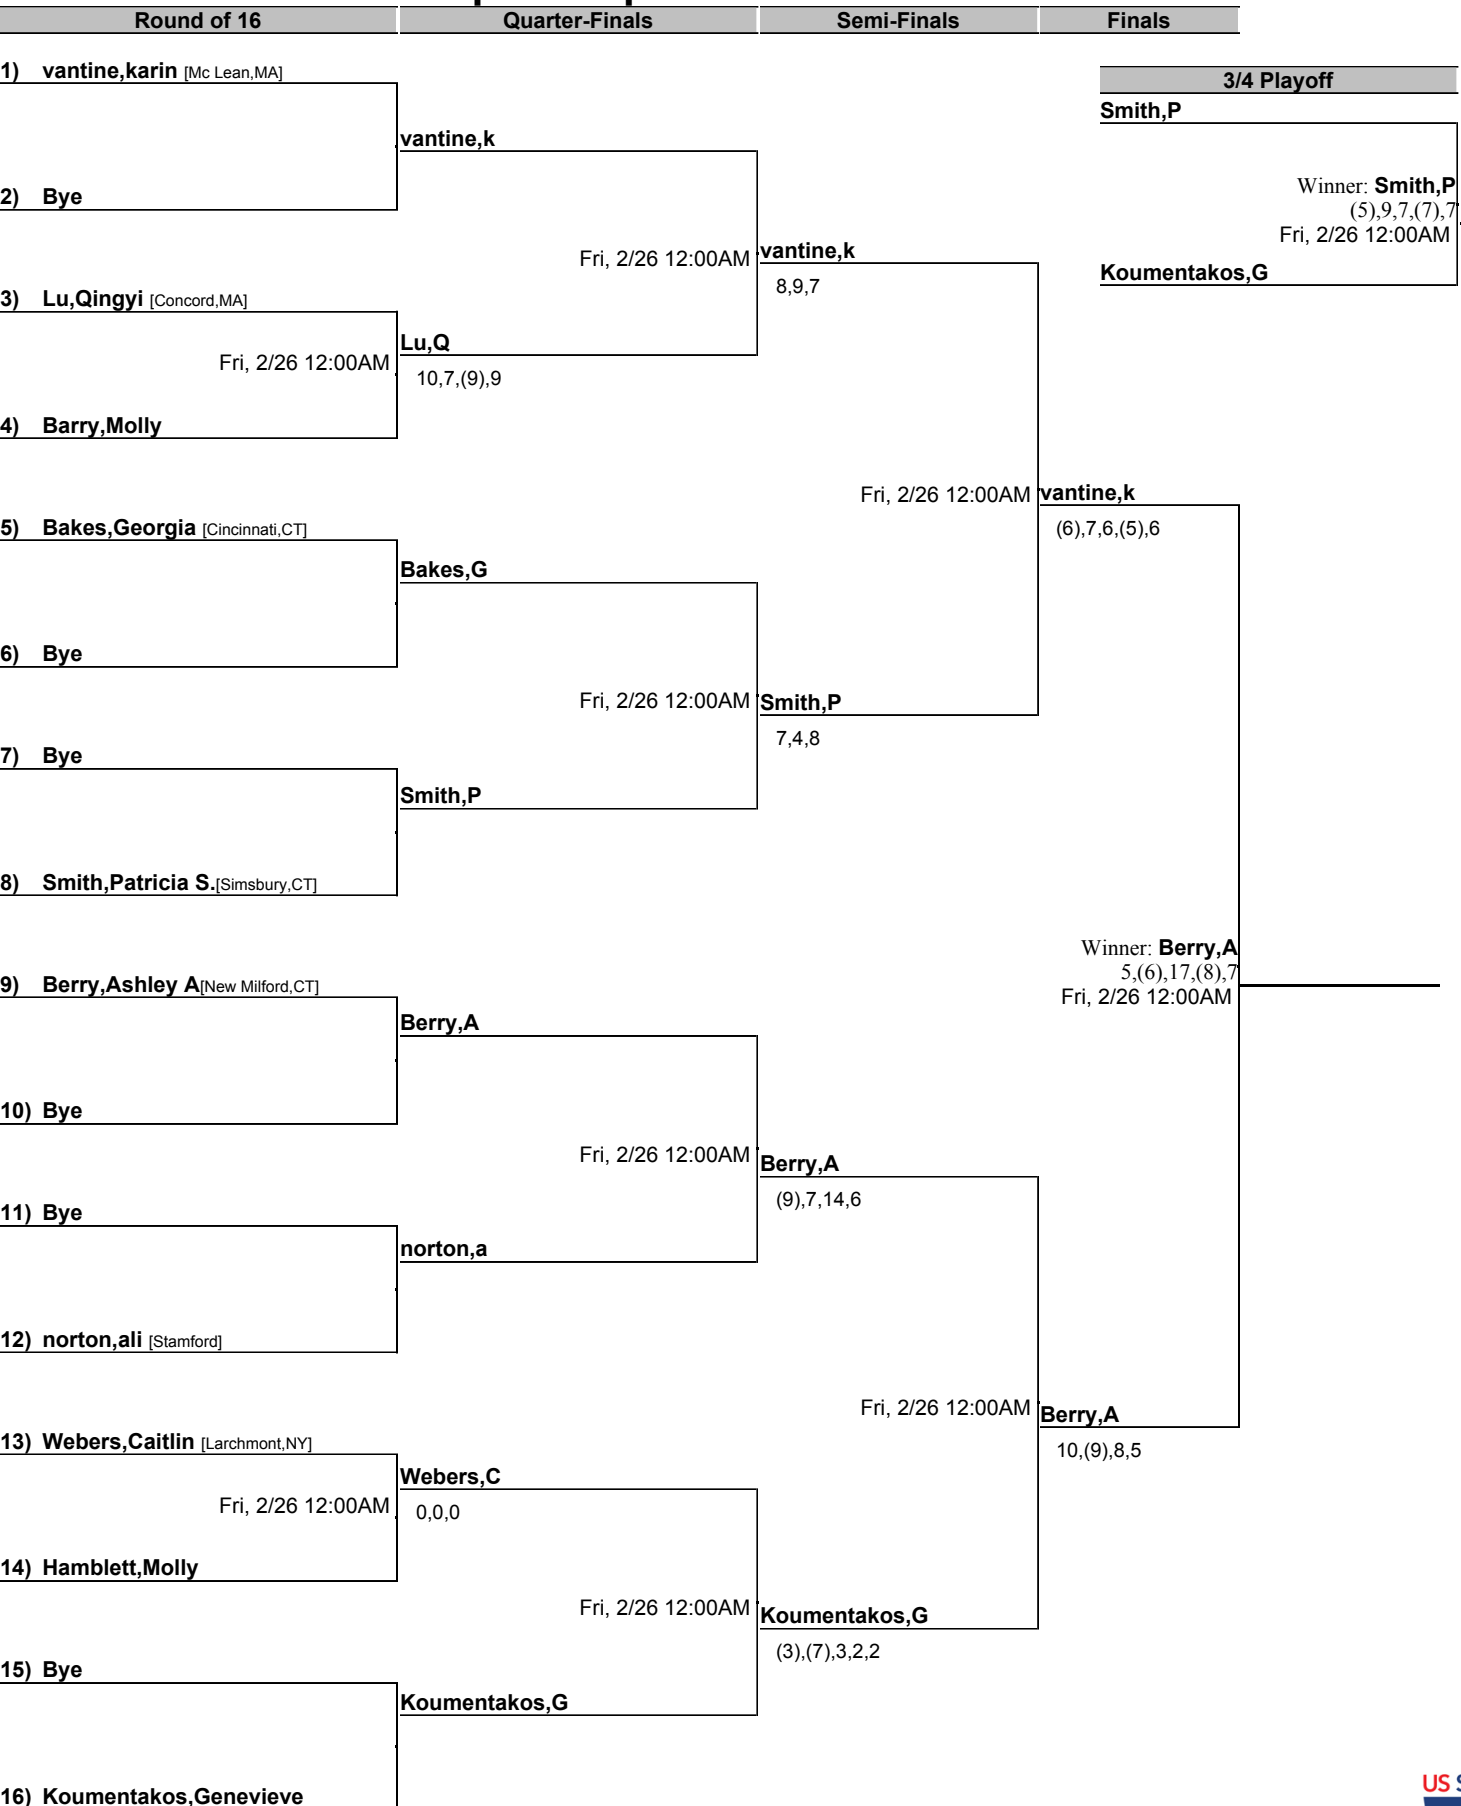 Round of 16 Quarter-Finals Semi-Finals Finals
1) vantine,karin [Mc Lean,MA]
3/4 Playoff
Smith,P
vantine,k
2) Bye
Winner: Smith,P
(5),9,7,(7),7
Fri, 2/26 12:00AM
Koumentakos,G
Fri, 2/26 12:00AM
vantine,k
8,9,7
3) Lu,Qingyi [Concord,MA]
Lu,Q
Fri, 2/26 12:00AM
10,7,(9),9
4) Barry,Molly
Fri, 2/26 12:00AM
vantine,k
(6),7,6,(5),6
5) Bakes,Georgia [Cincinnati,CT]
Bakes,G
6) Bye
Fri, 2/26 12:00AM
Smith,P
7,4,8
7) Bye
Smith,P
8) Smith,Patricia S.[Simsbury,CT]
Winner: Berry,A
5,(6),17,(8),7
Fri, 2/26 12:00AM
9) Berry,Ashley A[New Milford,CT]
Berry,A
10) Bye
Fri, 2/26 12:00AM
Berry,A
(9),7,14,6
11) Bye
norton,a
12) norton,ali [Stamford]
Fri, 2/26 12:00AM
Berry,A
10,(9),8,5
13) Webers,Caitlin [Larchmont,NY]
Webers,C
Fri, 2/26 12:00AM
0,0,0
14) Hamblett,Molly
Fri, 2/26 12:00AM
Koumentakos,G
(3),(7),3,2,2
15) Bye
Koumentakos,G
16) Koumentakos,Genevieve
US